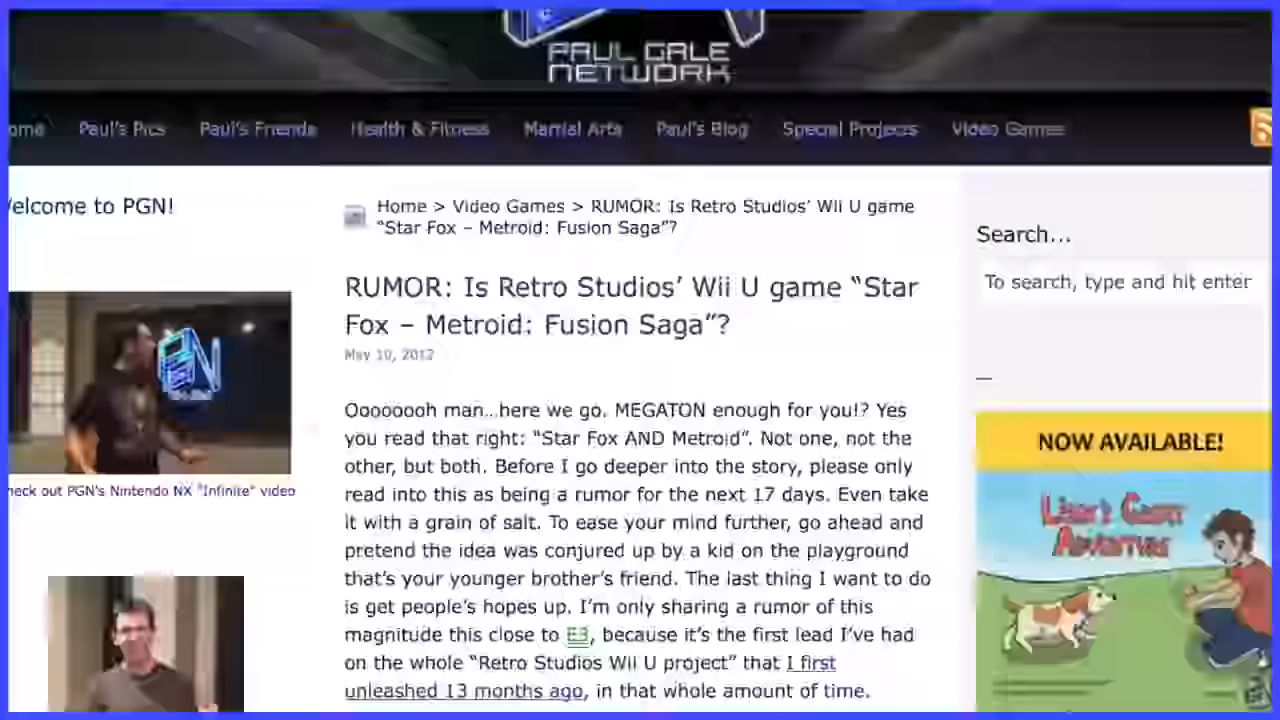 PAUL GALE
NETWORK
ome Paul's Pics Paul's Friends Health & Fitness Martial Arts Paul's Blog Special Projects Video Games
elcome to PGN!
Home > Video Games > RUMOR: Is Retro Studios’ Wii U game
“Star Fox – Metroid: Fusion Saga”?
RUMOR: Is Retro Studios’ Wii U game “Star
Fox – Metroid: Fusion Saga”?
May 10, 2012
Oooooooh man…here we go. MEGATON enough for you!? Yes
you read that right: “Star Fox AND Metroid”. Not one, not the
other, but both. Before I go deeper into the story, please only
read into this as being a rumor for the next 17 days. Even take
it with a grain of salt. To ease your mind further, go ahead and
pretend the idea was conjured up by a kid on the playground
that’s your younger brother’s friend. The last thing I want to do
is get people’s hopes up. I’m only sharing a rumor of this
magnitude this close to E3, because it’s the first lead I’ve had
on the whole “Retro Studios Wii U project” that I first
unleashed 13 months ago, in that whole amount of time.
heck out PGN's Nintendo NX "Infinite" video
Search...
To search, type and hit enter
—
NOW AVAILABLE!
Adventure